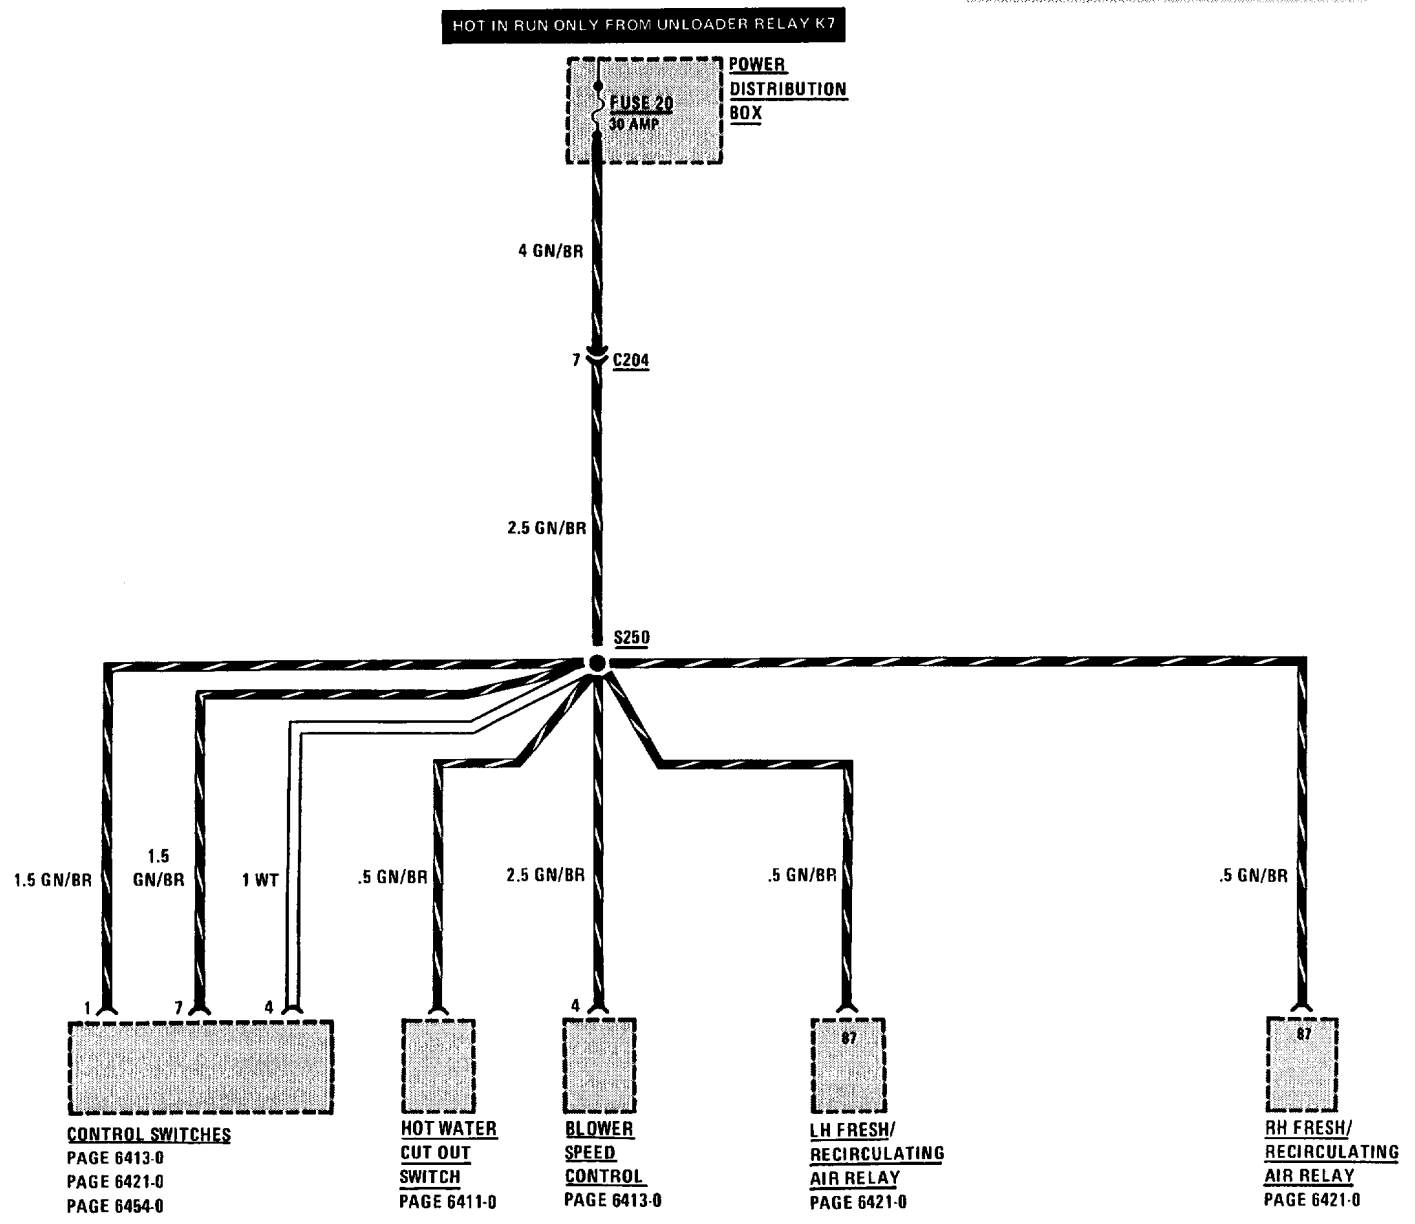 HOT IN RUN ONLY FROM UNLOADER RELAY K7
POWER
DISTRIBUTION
BOX
FUSE 20
30 AMP
4 GN/BR
7
C204
2.5 GN/BR
S250
1.5 GN/BR
1.5
GN/BR
1 WT
.5 GN/BR
2.5 GN/BR
.5 GN/BR
.5 GN/BR
1
7
4
4
87
87
CONTROL SWITCHES
PAGE 6413-0
PAGE 6421-0
PAGE 6454-0
HOT WATER
CUT OUT
SWITCH
PAGE 6411-0
BLOWER
SPEED
CONTROL
PAGE 6413-0
LH FRESH/
RECIRCULATING
AIR RELAY
PAGE 6421-0
RH FRESH/
RECIRCULATING
AIR RELAY
PAGE 6421-0